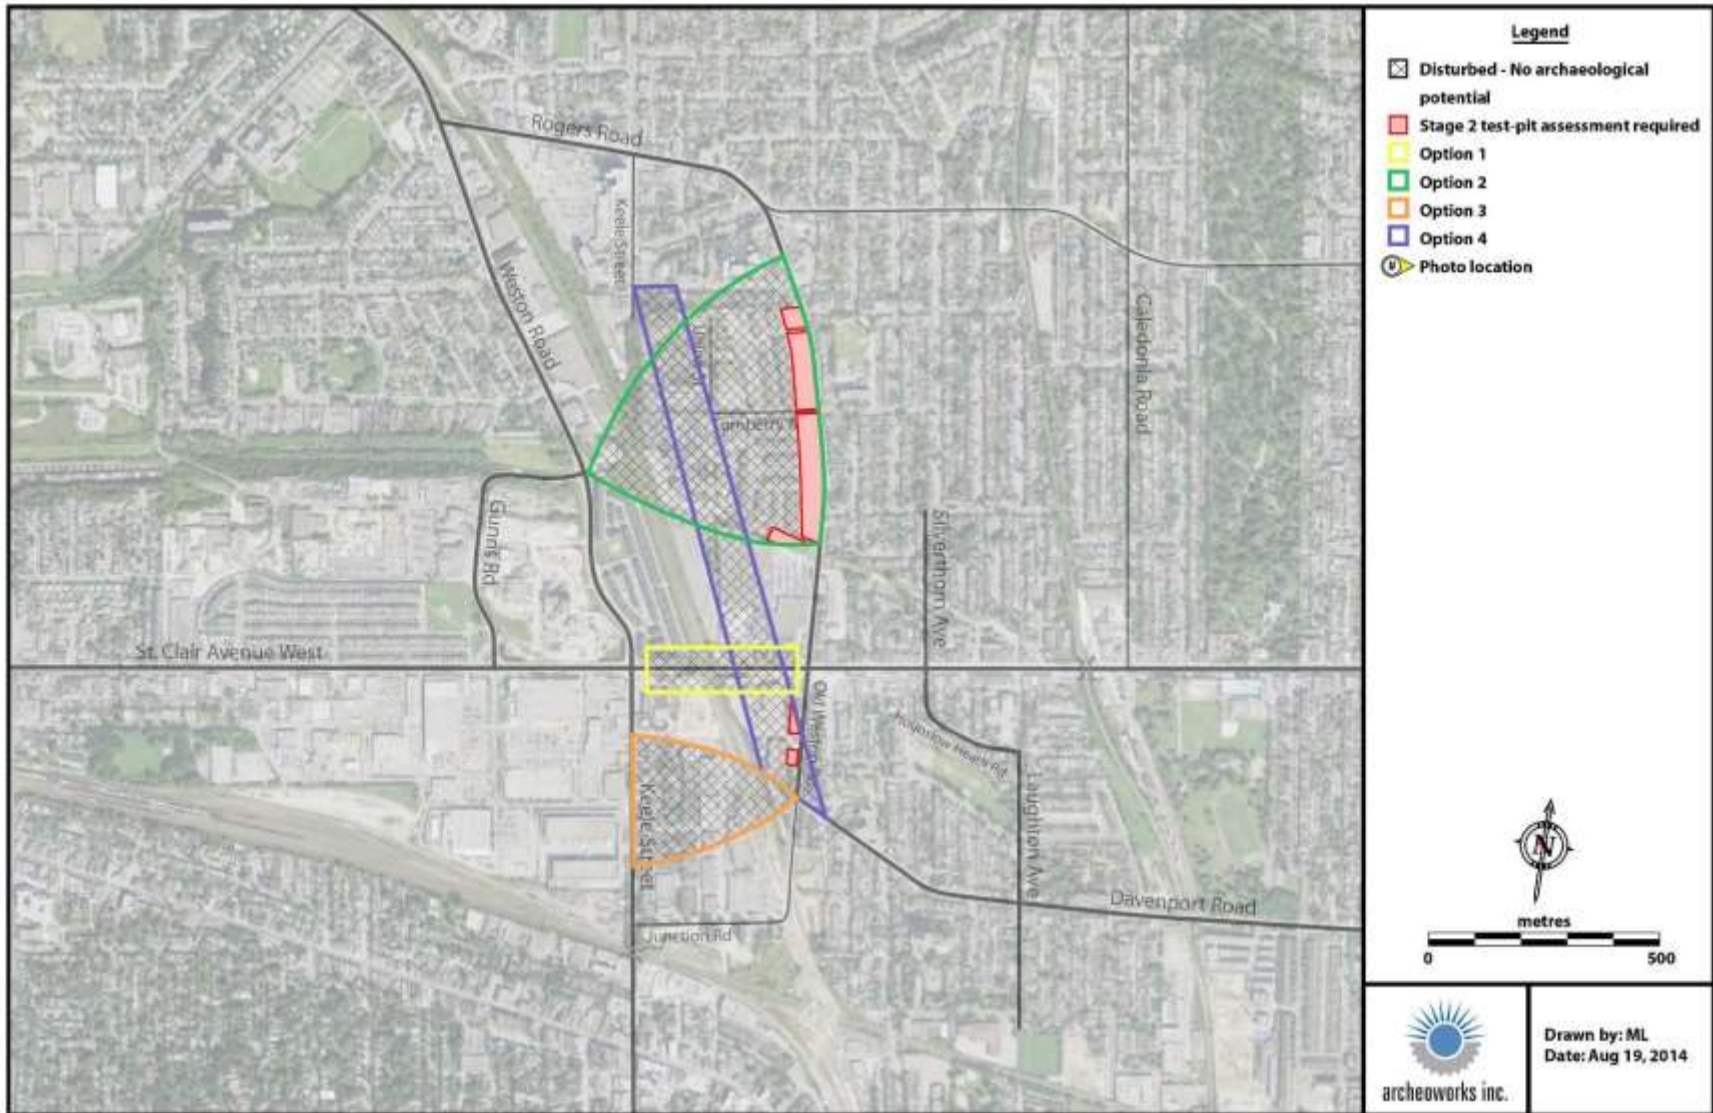 Legend
Disturbed - No archaeological
potential
Stage 2 test-pit assessment required
Option 1
Option 2
Option 3
Option 4
Photo location
Rogers Road
Keele Street
Weston Road
Caledonia Road
Gunns Rd
Silverthorn Ave
St. Clair Avenue West
Old Weston
Laughton Ave
Keele Street
Davenport Road
Junction Rd
N
metres
0 500
archeoworks inc.
Drawn by: ML
Date: Aug 19, 2014